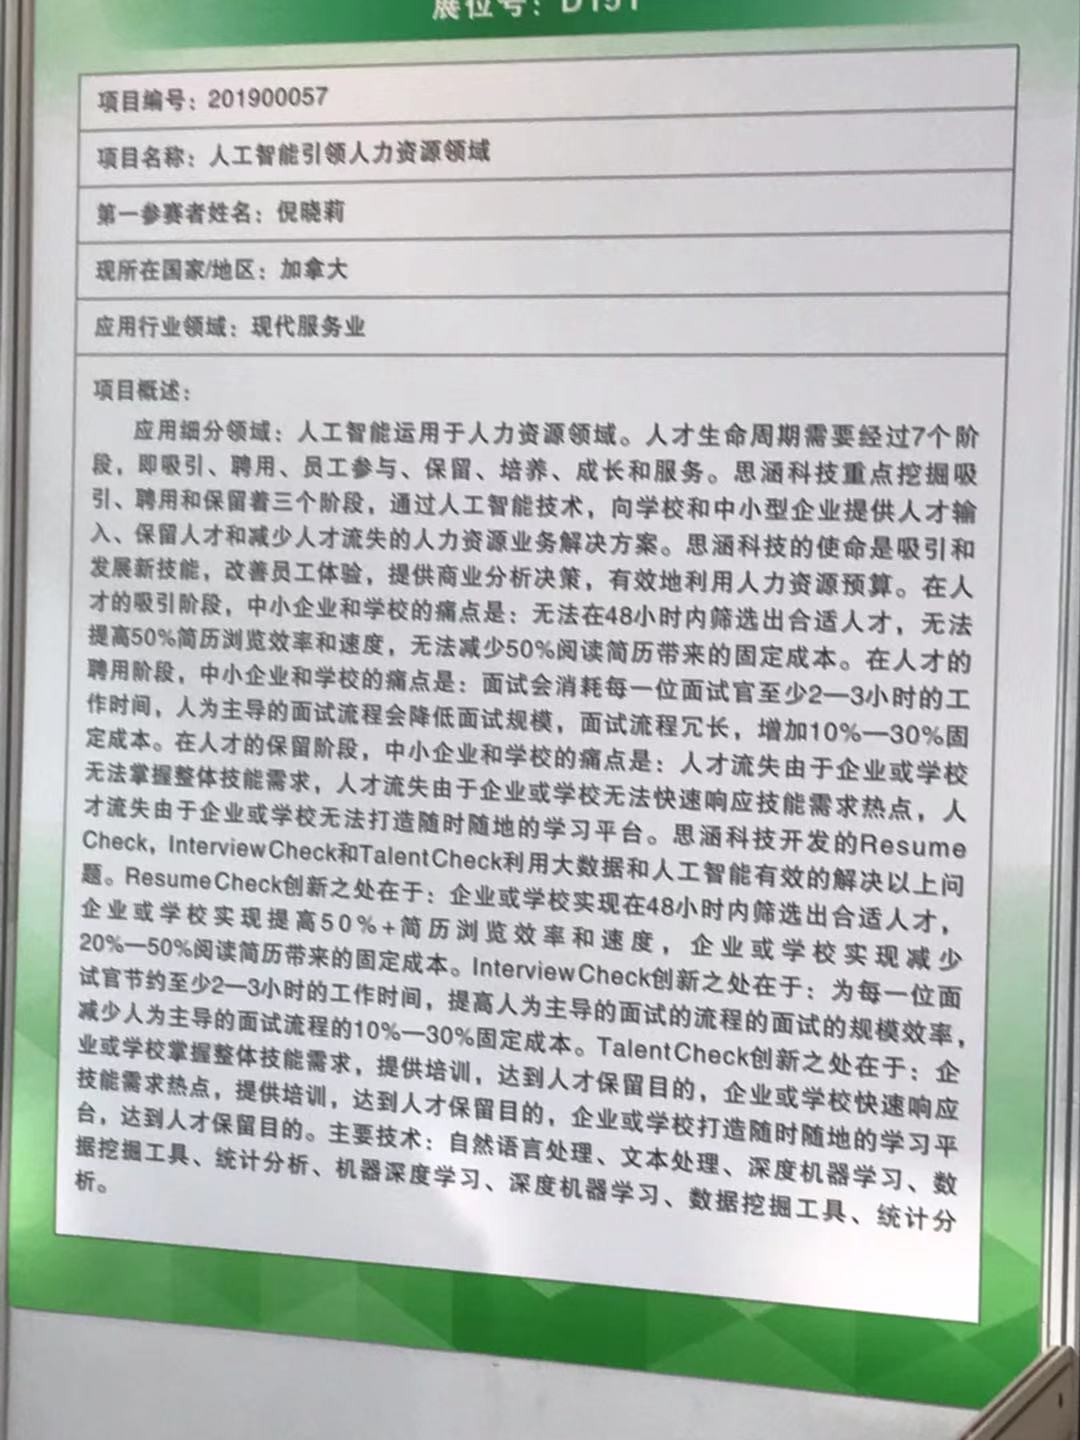 展位号：D151
项目编号：201900057
项目名称：人工智能引领人力资源领域
第一参赛者姓名：倪晓莉
现所在国家/地区：加拿大
应用行业领域：现代服务业
项目概述：
应用细分领域：人工智能运用于人力资源领域。人才生命周期需要经过7个阶
段，即吸引、聘用、员工参与、保留、培养、成长和服务。思涵科技重点挖掘吸
引、聘用和保留着三个阶段，通过人工智能技术，向学校和中小型企业提供人才输
入、保留人才和减少人才流失的人力资源业务解决方案。思涵科技的使命是吸引和
发展新技能，改善员工体验，提供商业分析决策，有效地利用人力资源预算。在人
才的吸引阶段，中小企业和学校的痛点是：无法在48小时内筛选出合适人才，无法
提高50%简历浏览效率和速度，无法减少50%阅读简历带来的固定成本。在人才的
聘用阶段，中小企业和学校的痛点是：面试会消耗每一位面试官至少2—3小时的工
作时间，人为主导的面试流程会降低面试规模，面试流程冗长，增加10%—30%固
定成本。在人才的保留阶段，中小企业和学校的痛点是：人才流失由于企业或学校
无法掌握整体技能需求，人才流失由于企业或学校无法快速响应技能需求热点，人
才流失由于企业或学校无法打造随时随地的学习平台。思涵科技开发的Resume
Check，InterviewCheck和TalentCheck利用大数据和人工智能有效的解决以上问
题。ResumeCheck创新之处在于：企业或学校实现在48小时内筛选出合适人才，
企业或学校实现提高50%+简历浏览效率和速度，企业或学校实现减少
20%—50%阅读简历带来的固定成本。InterviewCheck创新之处在于：为每一位面
试官节约至少2—3小时的工作时间，提高人为主导的面试的流程的面试的规模效率，
减少人为主导的面试流程的10%—30%固定成本。TalentCheck创新之处在于：企
业或学校掌握整体技能需求，提供培训，达到人才保留目的，企业或学校快速响应
技能需求热点，提供培训，达到人才保留目的，企业或学校打造随时随地的学习平
台，达到人才保留目的。主要技术：自然语言处理、文本处理、深度机器学习、数
据挖掘工具、统计分析、机器深度学习、深度机器学习、数据挖掘工具、统计分
析。